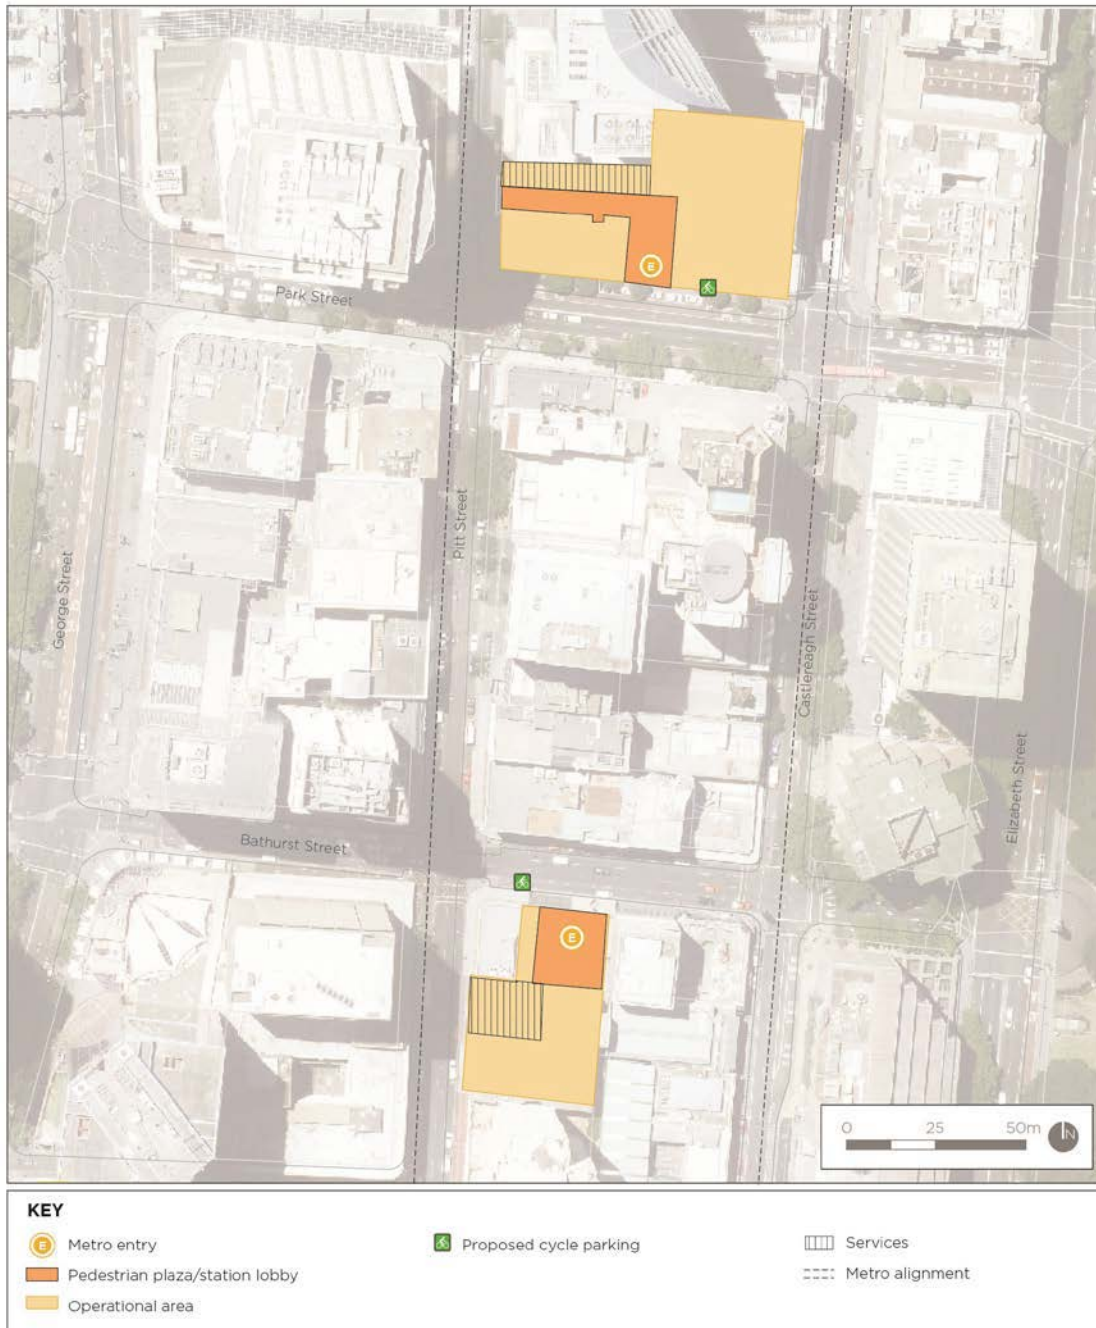 E
Park Street
Pitt Street
George Street
Castlereagh Street
Elizabeth Street
Bathurst Street
E
0 25 50m
N
KEY
E Metro entry
Proposed cycle parking
Services
Pedestrian plaza/station lobby
Metro alignment
Operational area